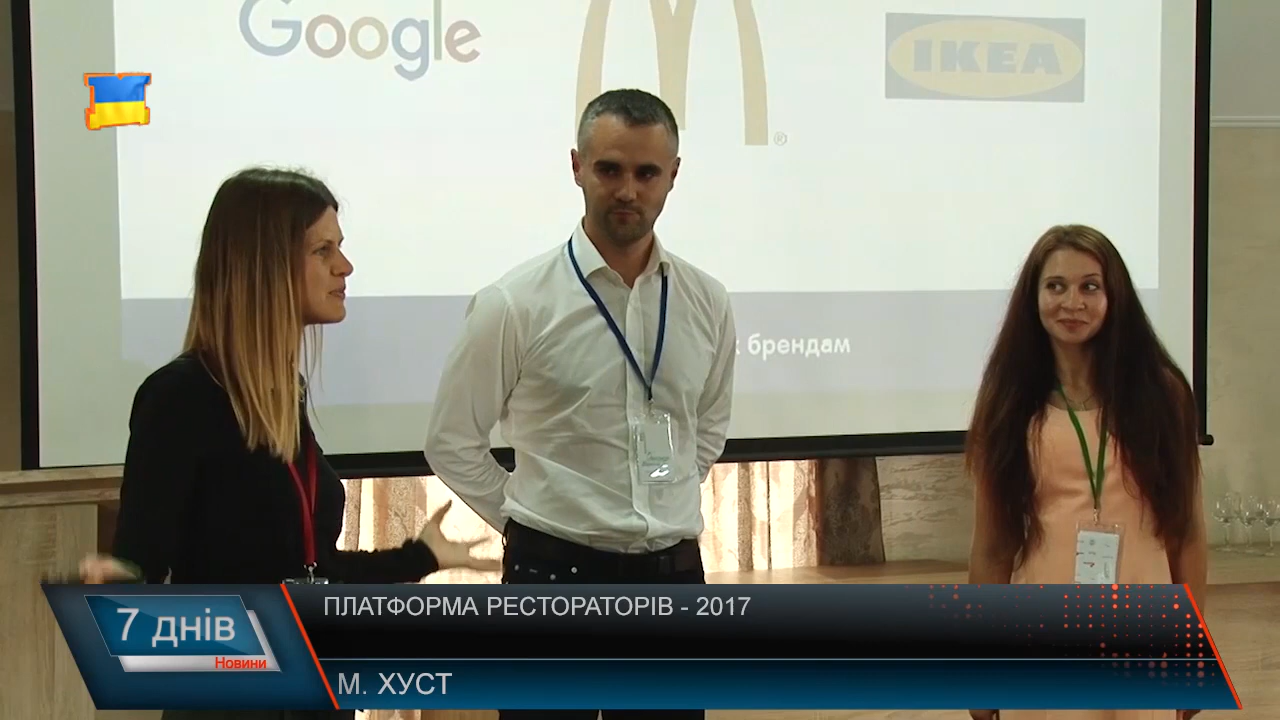 Google
®
IKEA
брендам
7 днів
Новини
ПЛАТФОРМА РЕСТОРАТОРІВ - 2017
М. ХУСТ